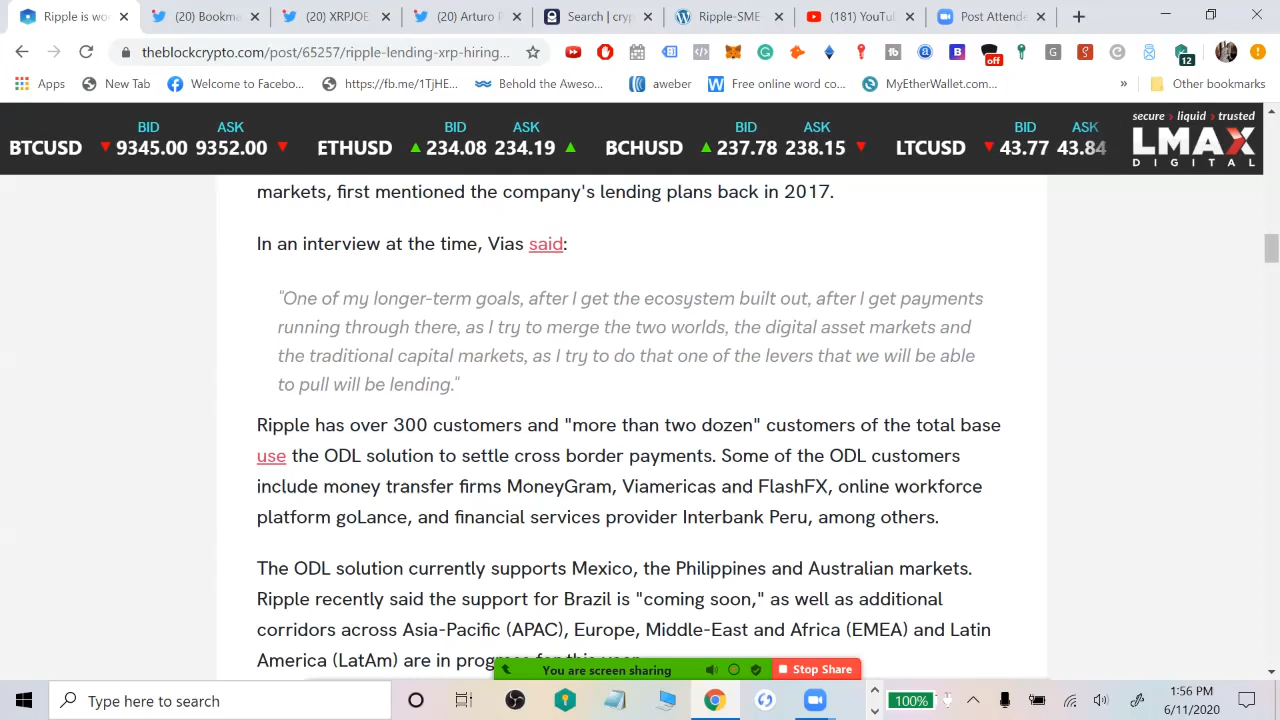 Ripple is wo
(20) Bookma
(20) XRPJOE
(20) Arturo P
Search | cryp
Ripple-SME
(181) YouTu
Post Attende
theblockcrypto.com/post/65257/ripple-lending-xrp-hiring...
off
12
Apps
New Tab
Welcome to Facebo...
https://fb.me/1TjHE...
Behold the Aweso...
aweber
Free online word co...
MyEtherWallet.com...
»
Other bookmarks
BID ASK BID ASK BID ASK BID ASK
BTCUSD 9345.00 9352.00 ETHUSD 234.08 234.19 BCHUSD 237.78 238.15 LTCUSD 43.77 43.84
secure › liquid › trusted
LMAX
DIGITAL
markets, first mentioned the company's lending plans back in 2017.
In an interview at the time, Vias said:
"One of my longer-term goals, after I get the ecosystem built out, after I get payments
running through there, as I try to merge the two worlds, the digital asset markets and
the traditional capital markets, as I try to do that one of the levers that we will be able
to pull will be lending."
Ripple has over 300 customers and "more than two dozen" customers of the total base
use the ODL solution to settle cross border payments. Some of the ODL customers
include money transfer firms MoneyGram, Viamericas and FlashFX, online workforce
platform goLance, and financial services provider Interbank Peru, among others.
The ODL solution currently supports Mexico, the Philippines and Australian markets.
Ripple recently said the support for Brazil is "coming soon," as well as additional
corridors across Asia-Pacific (APAC), Europe, Middle-East and Africa (EMEA) and Latin
America (LatAm) are in progress for this year.
You are screen sharing
Stop Share
Type here to search
100%
1:56 PM
6/11/2020